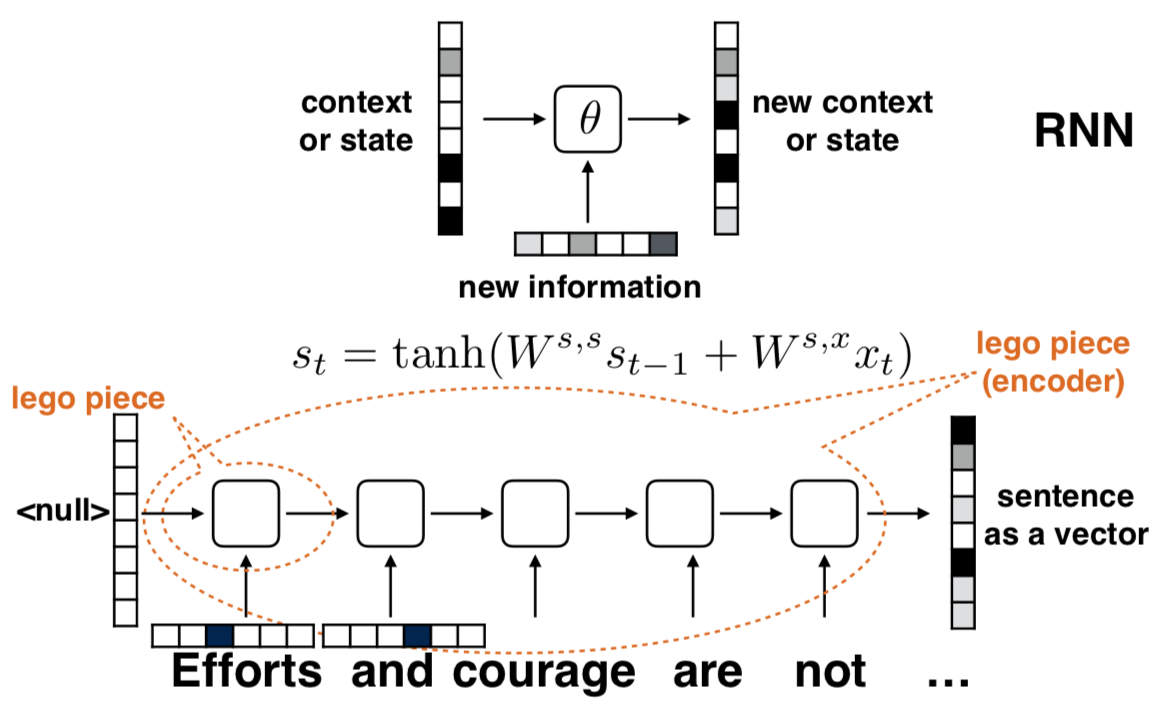 context
or state
θ
new context
or state
RNN
new information
s_t = tanh(W^{s,s} s_{t−1} + W^{s,x} x_t)
lego piece
(encoder)
lego piece
<null>
sentence
as a vector
Efforts and courage are not ...